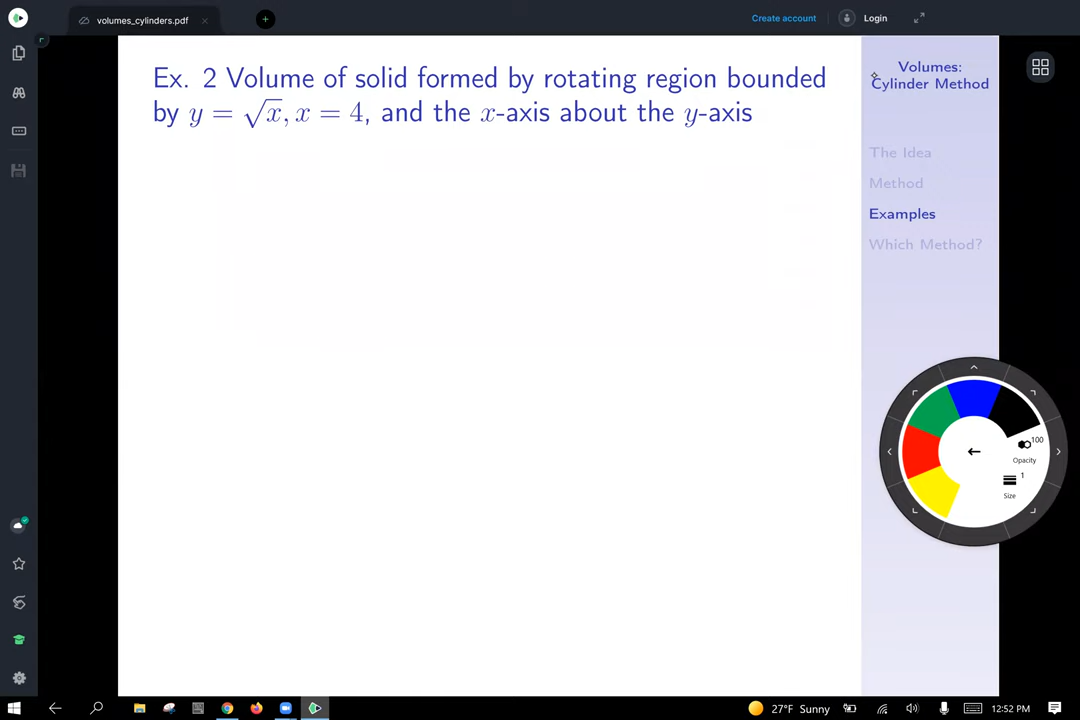 volumes_cylinders.pdf
Create account
Login
Ex. 2 Volume of solid formed by rotating region bounded
by y = √x, x = 4, and the x-axis about the y-axis
Volumes:
Cylinder Method
The Idea
Method
Examples
Which Method?
100
Opacity
1
Size
27°F Sunny
12:52 PM